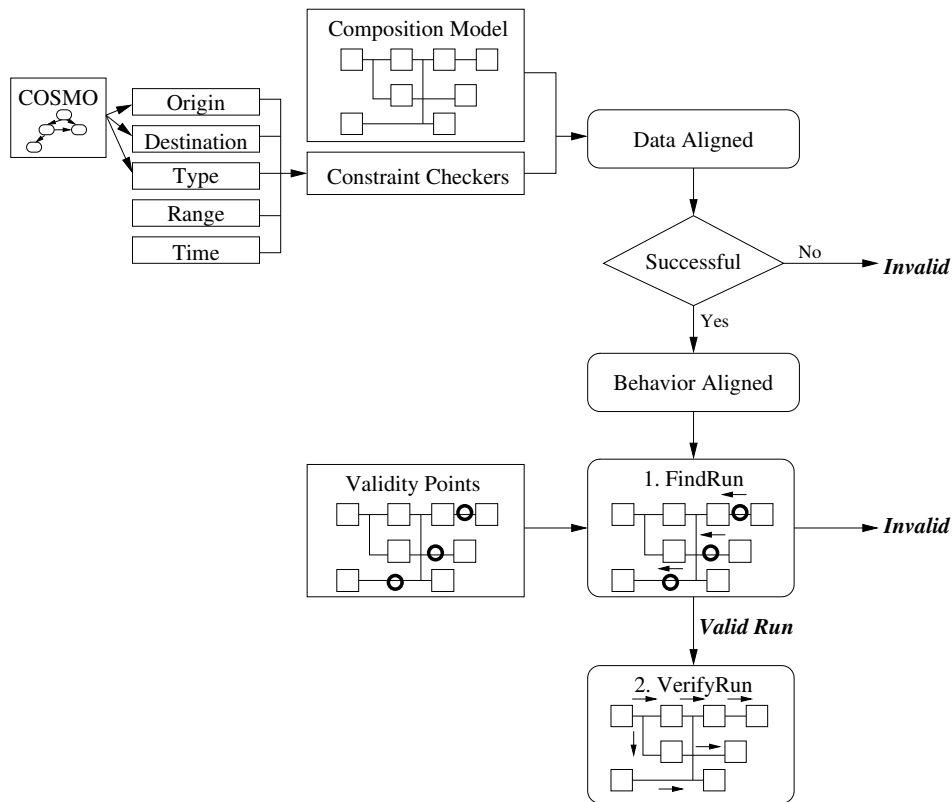 Composition Model
COSMO
Origin
Destination
Type
Range
Time
Constraint Checkers
Data Aligned
Successful
No
Invalid
Yes
Behavior Aligned
Validity Points
1. FindRun
Invalid
Valid Run
2. VerifyRun